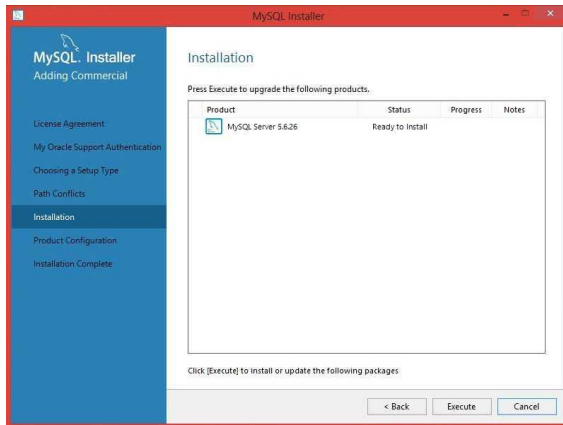 MySQL Installer
MySQL. Installer
Adding Commercial
License Agreement
My Oracle Support Authentication
Choosing a Setup Type
Path Conflicts
Installation
Product Configuration
Installation Complete
Installation
Press Execute to upgrade the following products.
Product Status Progress Notes
MySQL Server 5.6.26 Ready to Install
Click [Execute] to install or update the following packages
< Back Execute Cancel